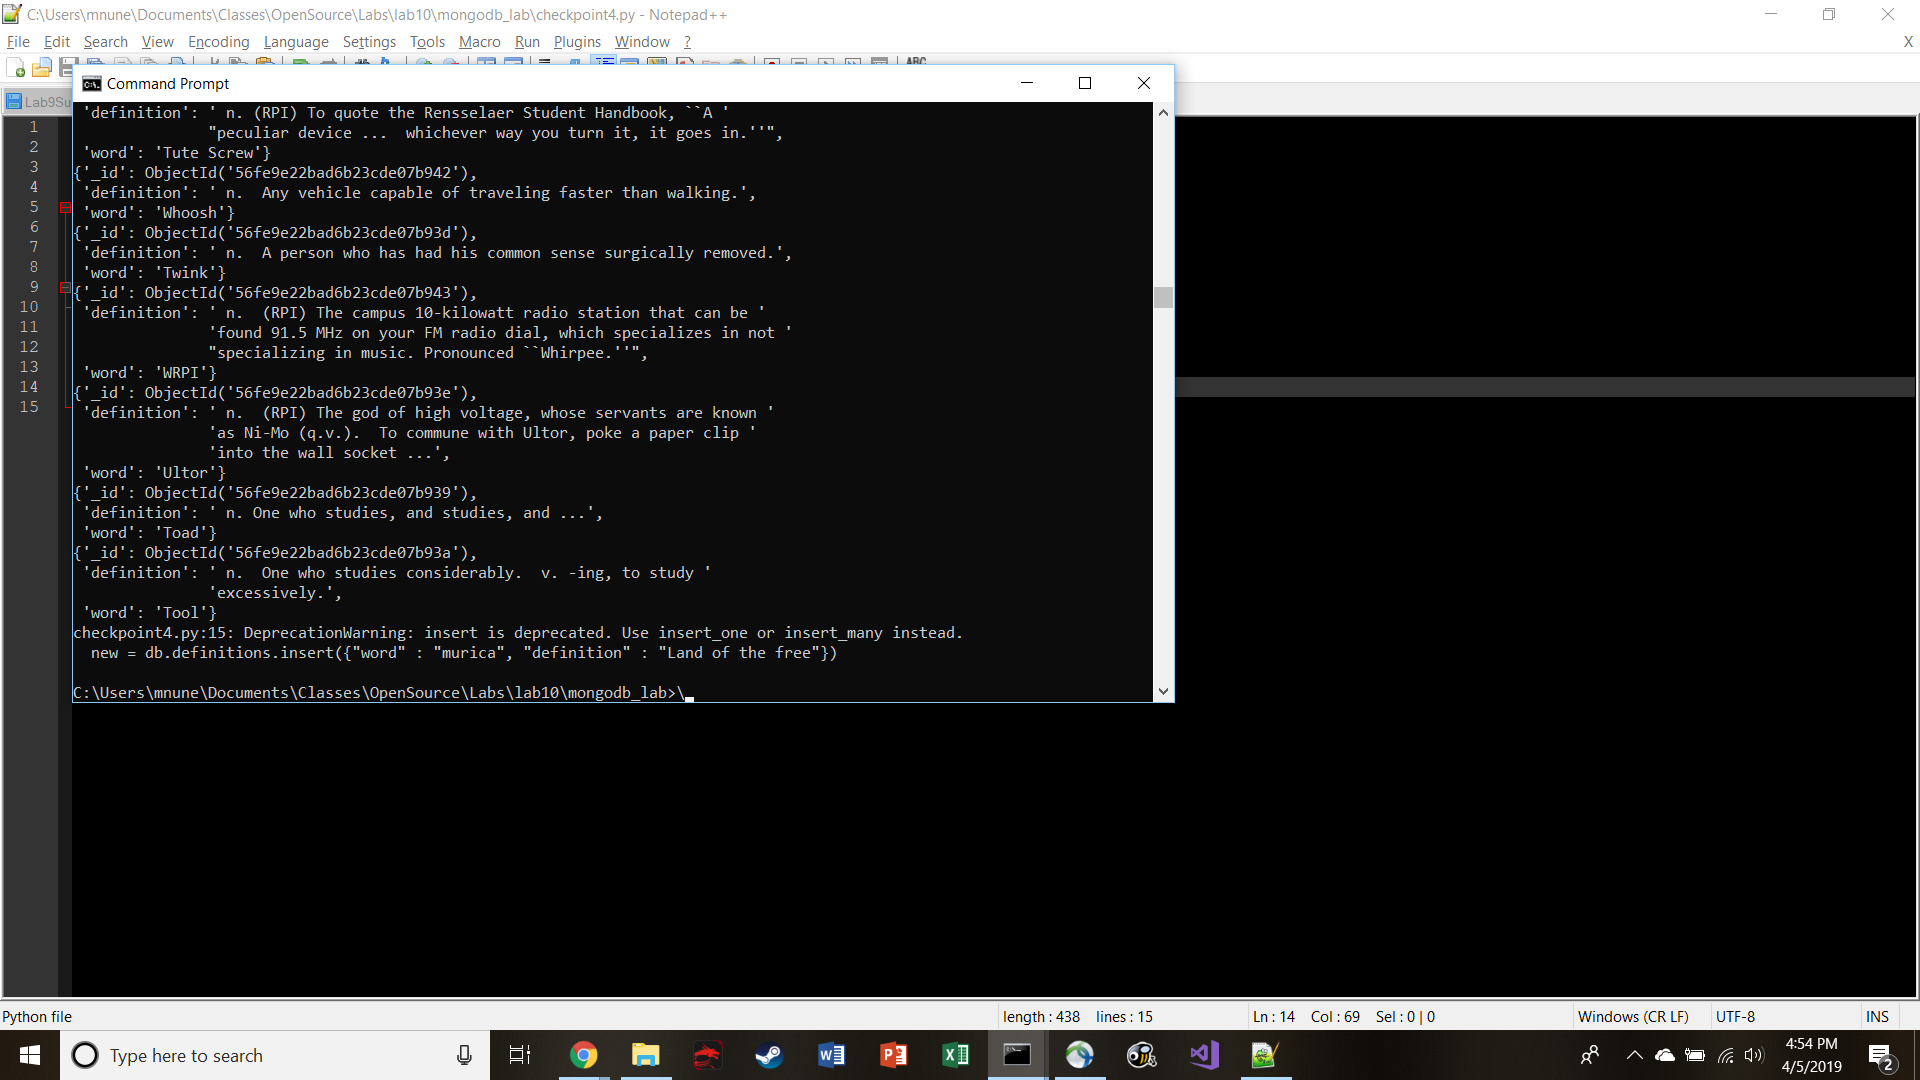 C:\Users\mnune\Documents\Classes\OpenSource\Labs\lab10\mongodb_lab\checkpoint4.py - Notepad++
File Edit Search View Encoding Language Settings Tools Macro Run Plugins Window ? X
Command Prompt
Lab9Su
1
2
3
4
5
6
7
8
9
10
11
12
13
14
15
'definition': ' n. (RPI) To quote the Rensselaer Student Handbook, ``A '
"peculiar device ...  whichever way you turn it, it goes in.''",
'word': 'Tute Screw'}
{'_id': ObjectId('56fe9e22bad6b23cde07b942'),
'definition': ' n.  Any vehicle capable of traveling faster than walking.',
'word': 'Whoosh'}
{'_id': ObjectId('56fe9e22bad6b23cde07b93d'),
'definition': ' n.  A person who has had his common sense surgically removed.',
'word': 'Twink'}
{'_id': ObjectId('56fe9e22bad6b23cde07b943'),
'definition': ' n.  (RPI) The campus 10-kilowatt radio station that can be '
'found 91.5 MHz on your FM radio dial, which specializes in not '
"specializing in music. Pronounced ``Whirpee.''",
'word': 'WRPI'}
{'_id': ObjectId('56fe9e22bad6b23cde07b93e'),
'definition': ' n.  (RPI) The god of high voltage, whose servants are known '
'as Ni-Mo (q.v.).  To commune with Ultor, poke a paper clip '
'into the wall socket ...',
'word': 'Ultor'}
{'_id': ObjectId('56fe9e22bad6b23cde07b939'),
'definition': ' n. One who studies, and studies, and ...',
'word': 'Toad'}
{'_id': ObjectId('56fe9e22bad6b23cde07b93a'),
'definition': ' n.  One who studies considerably.  v. -ing, to study '
'excessively.',
'word': 'Tool'}
checkpoint4.py:15: DeprecationWarning: insert is deprecated. Use insert_one or insert_many instead.
new = db.definitions.insert({"word" : "murica", "definition" : "Land of the free"})
C:\Users\mnune\Documents\Classes\OpenSource\Labs\lab10\mongodb_lab>\
Python file length : 438 lines : 15 Ln : 14 Col : 69 Sel : 0 | 0 Windows (CR LF) UTF-8 INS
Type here to search
4:54 PM
4/5/2019
2